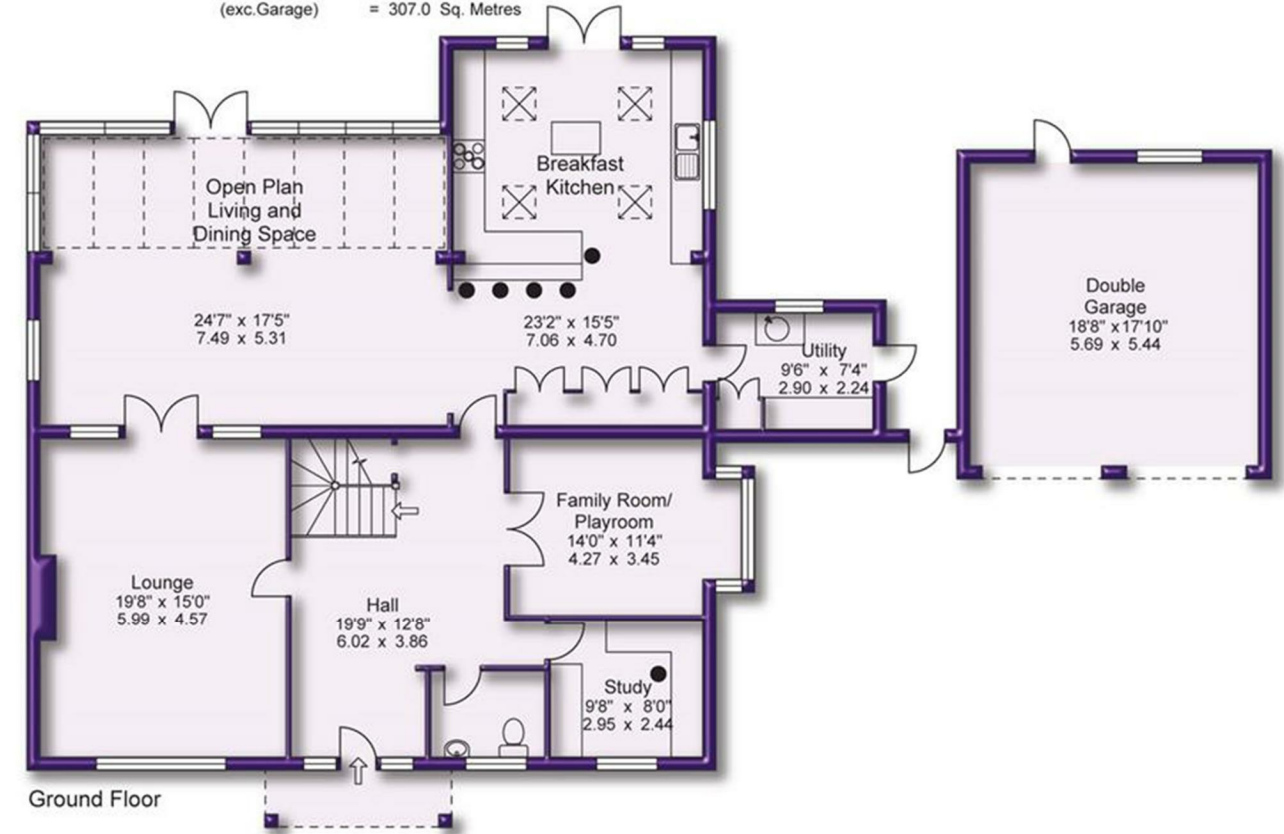 (exc.Garage) = 307.0 Sq. Metres
Open Plan
Living and
Dining Space
24'7" x 17'5"
7.49 x 5.31
Breakfast
Kitchen
23'2" x 15'5"
7.06 x 4.70
Utility
9'6" x 7'4"
2.90 x 2.24
Double
Garage
18'8" x 17'10"
5.69 x 5.44
Lounge
19'8" x 15'0"
5.99 x 4.57
Hall
19'9" x 12'8"
6.02 x 3.86
Family Room/
Playroom
14'0" x 11'4"
4.27 x 3.45
Study
9'8" x 8'0"
2.95 x 2.44
Ground Floor